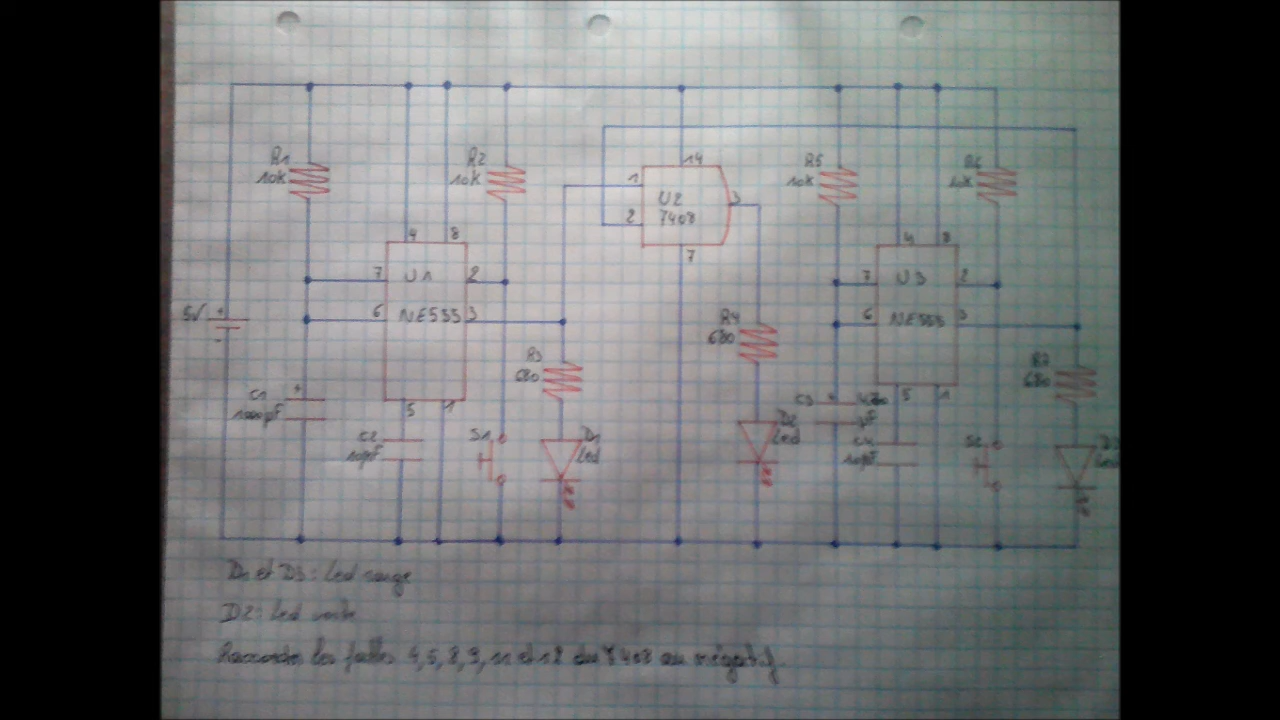 14
R1
10K
R2
10K
1
U2
7408
2
3
7
R5
10K
R6
10K
4
8
7
U1
2
6
NE555
3
5
1
4
8
7
U3
2
6
NE555
3
5
1
5V
+
-
R3
680
R4
680
R7
680
C1
+
1000µF
C2
10nF
S1
D1
Led
D2
Led
C3
+
C4
10nF
S2
D3
D1 et D3: Led rouge
D2: Led verte
Raccorder les pattes 4, 5, 8, 9, 11 et 12 du 7408 au négatif.